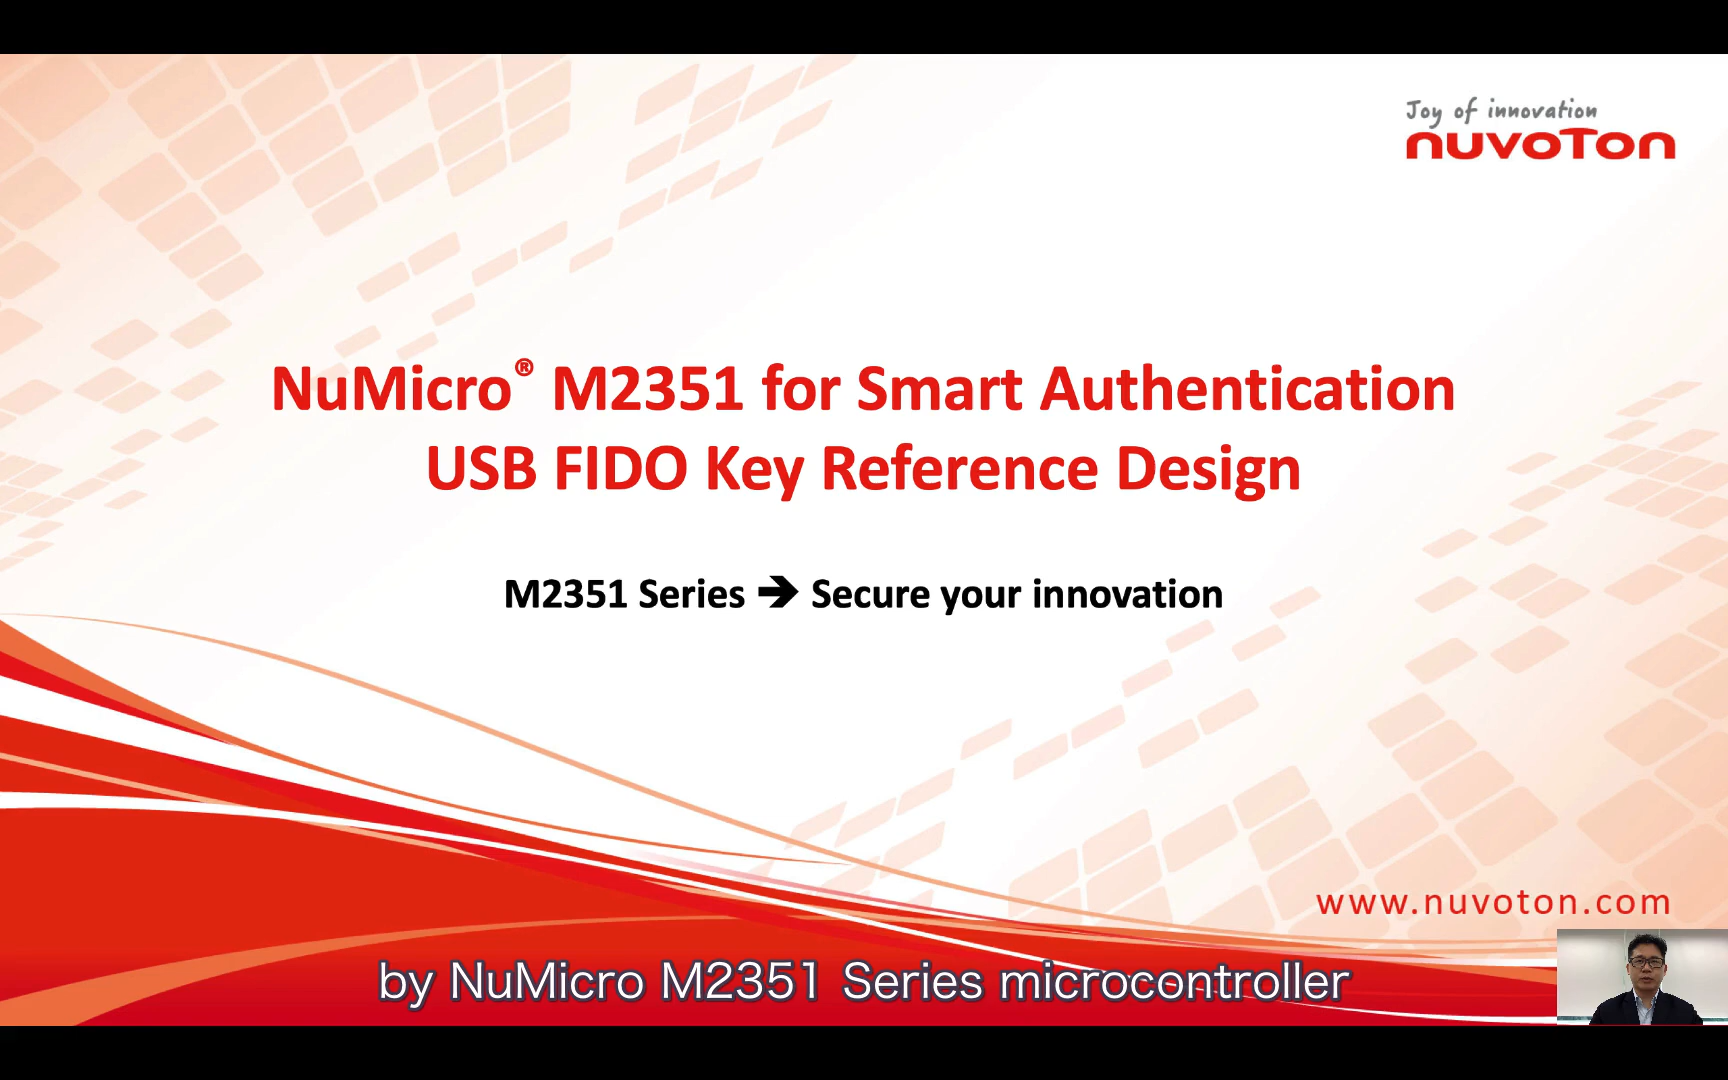 Joy of innovation
nuvoTon
NuMicro® M2351 for Smart Authentication
USB FIDO Key Reference Design
M2351 Series ➔ Secure your innovation
www.nuvoton.com
by NuMicro M2351 Series microcontroller